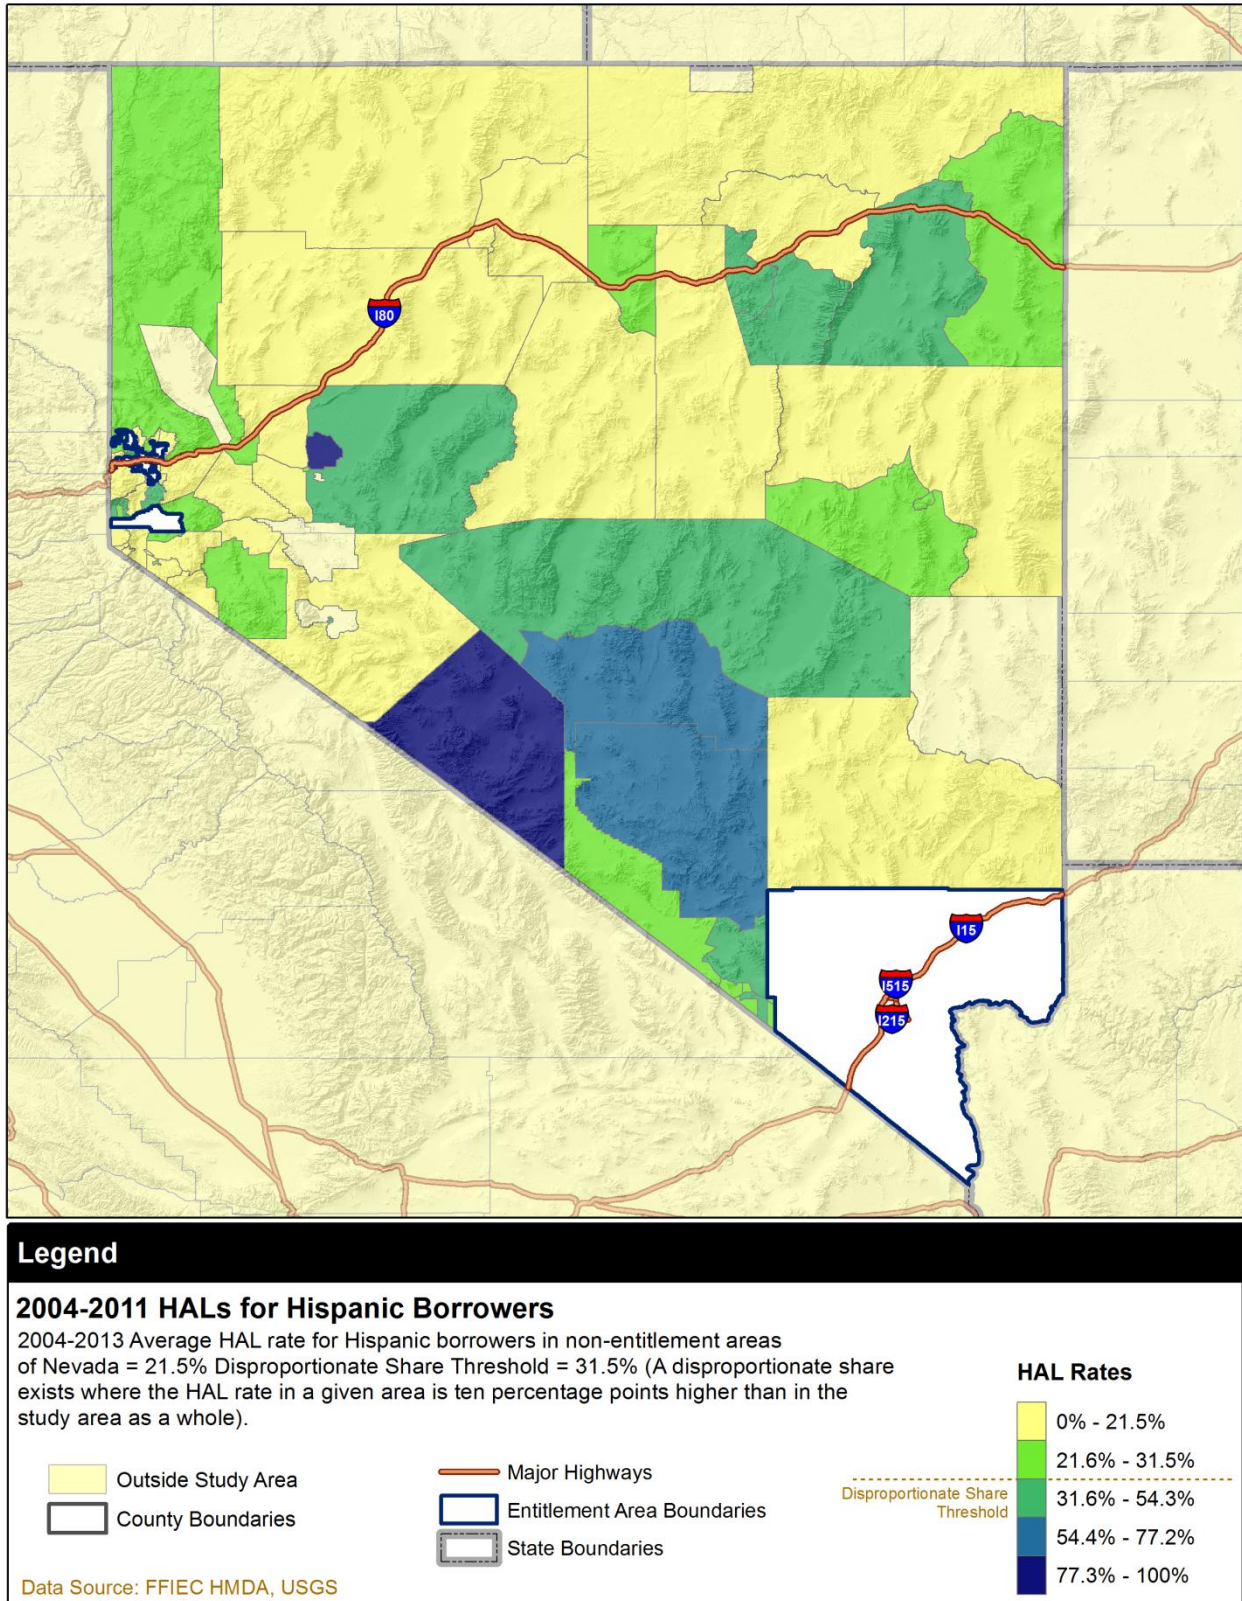 I80
I15
I515
I215
Legend
2004-2011 HALs for Hispanic Borrowers
2004-2013 Average HAL rate for Hispanic borrowers in non-entitlement areas
of Nevada = 21.5% Disproportionate Share Threshold = 31.5% (A disproportionate share
exists where the HAL rate in a given area is ten percentage points higher than in the
study area as a whole).
Outside Study Area
County Boundaries
Major Highways
Entitlement Area Boundaries
State Boundaries
HAL Rates
0% - 21.5%
21.6% - 31.5%
Disproportionate Share
Threshold
31.6% - 54.3%
54.4% - 77.2%
77.3% - 100%
Data Source: FFIEC HMDA, USGS